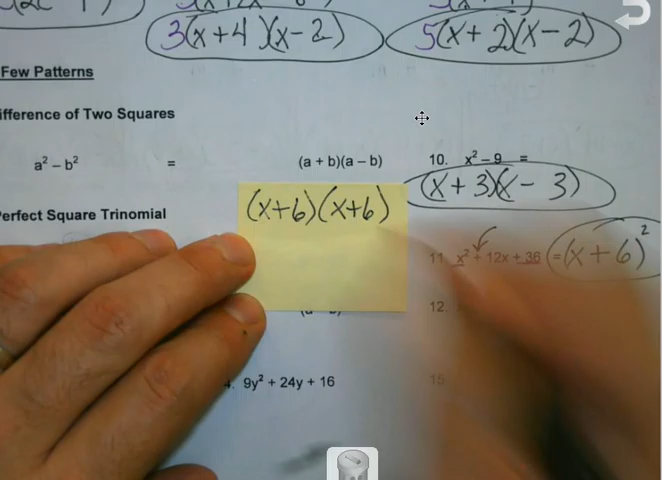 3(x+4)(x-2) 5(x+2)(x-2)
Few Patterns
ifference of Two Squares
a² – b² = (a + b)(a – b) 10. x² – 9 =
(x+3)(x-3)
(x+6)(x+6)
erfect Square Trinomial
11. x² + 12x + 36 = (x+6)²
12.
4. 9y² + 24y + 16 15